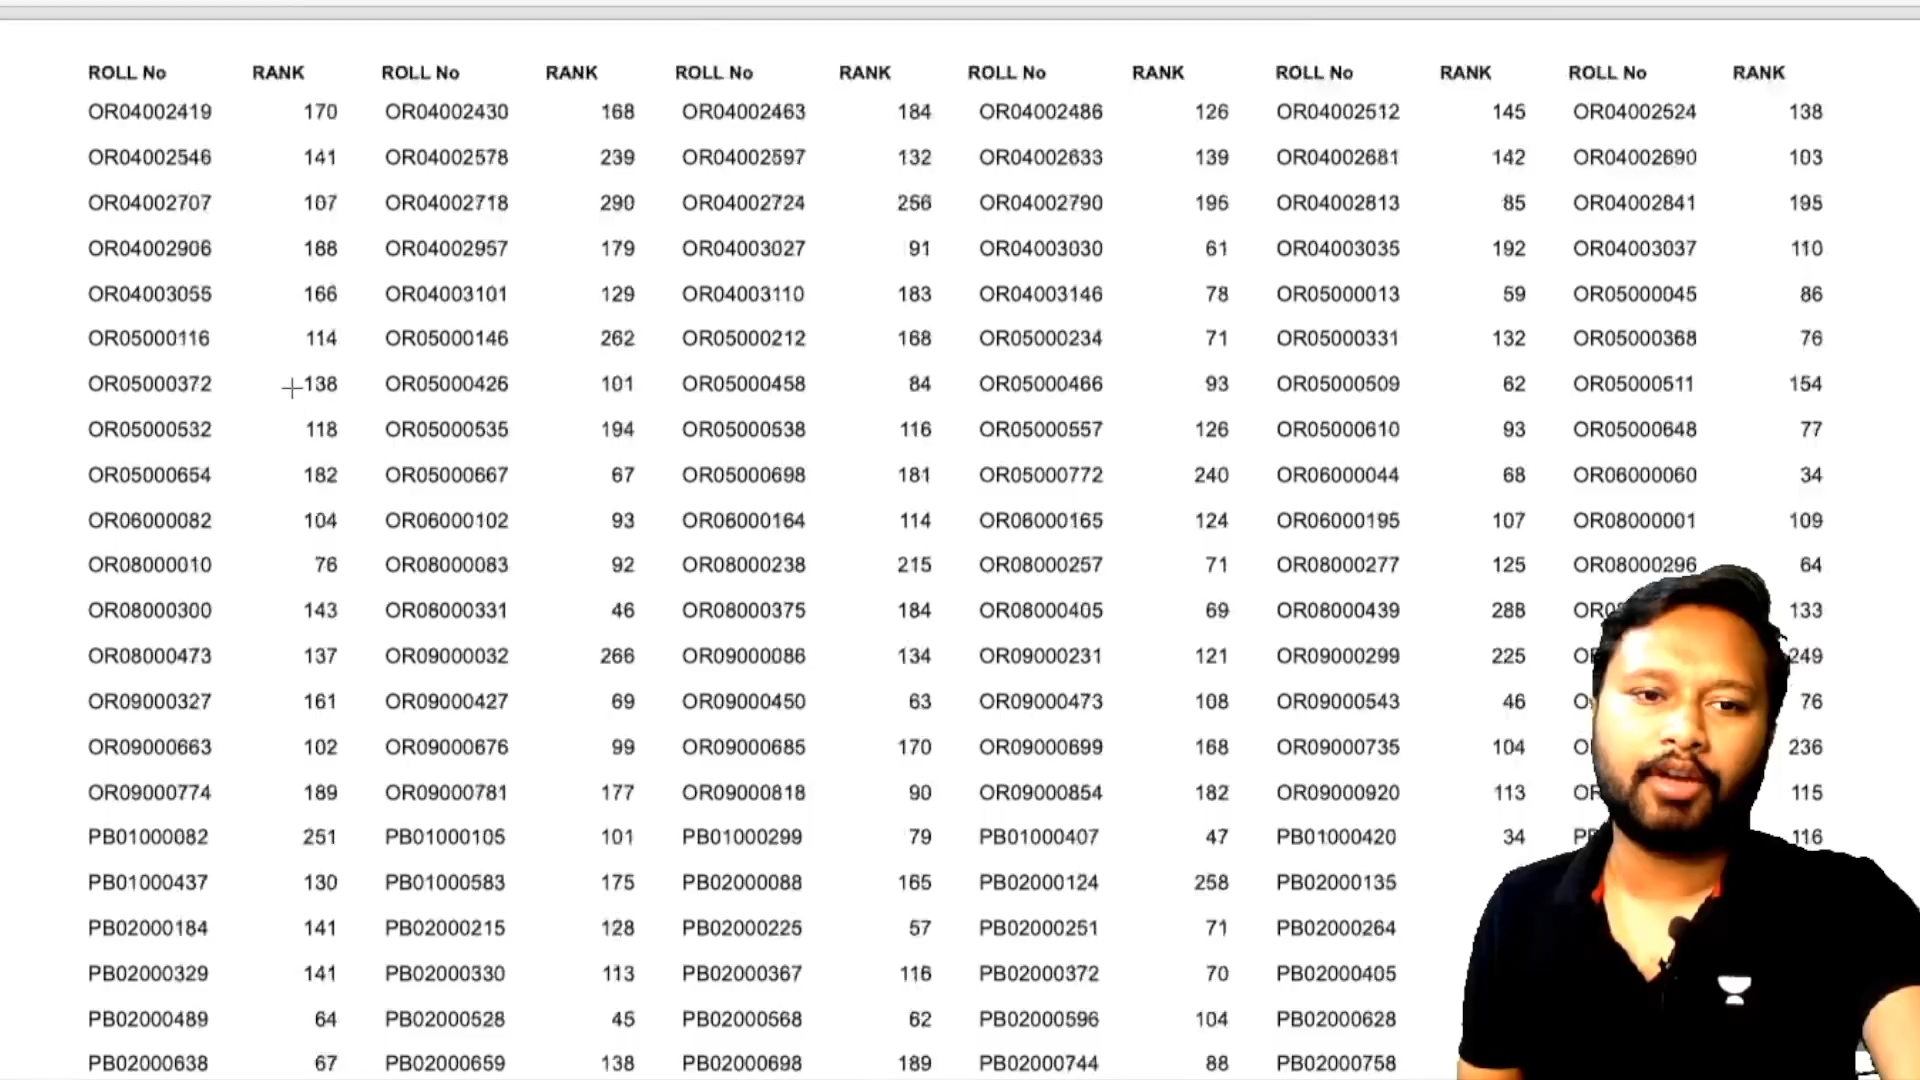 ROLL No RANK ROLL No RANK ROLL No RANK ROLL No RANK ROLL No RANK ROLL No RANK
OR04002419 170 OR04002430 168 OR04002463 184 OR04002486 126 OR04002512 145 OR04002524 138
OR04002546 141 OR04002578 239 OR04002597 132 OR04002633 139 OR04002681 142 OR04002690 103
OR04002707 107 OR04002718 290 OR04002724 256 OR04002790 195 OR04002813 85 OR04002841 195
OR04002906 188 OR04002957 179 OR04003027 91 OR04003030 61 OR04003035 192 OR04003037 110
OR04003055 166 OR04003101 129 OR04003110 183 OR04003146 78 OR05000013 59 OR05000045 86
OR05000116 114 OR05000146 262 OR05000212 168 OR05000234 71 OR05000331 132 OR05000368 76
OR05000372 138 OR05000426 101 OR05000458 84 OR05000466 93 OR05000509 62 OR05000511 154
OR05000532 118 OR05000535 194 OR05000538 116 OR05000557 126 OR05000610 93 OR05000648 77
OR05000654 182 OR05000667 67 OR05000698 181 OR05000772 240 OR06000044 68 OR06000060 34
OR06000082 104 OR06000102 93 OR06000164 114 OR06000165 124 OR06000195 107 OR08000001 109
OR08000010 76 OR08000083 92 OR08000238 215 OR08000257 71 OR08000277 125 OR08000296 64
OR08000300 143 OR08000331 46 OR08000375 184 OR08000405 69 OR08000439 288 133
OR08000473 137 OR09000032 266 OR09000086 134 OR09000231 121 OR09000299 225 249
OR09000327 161 OR09000427 69 OR09000450 63 OR09000473 108 OR09000543 46 76
OR09000663 102 OR09000676 99 OR09000685 170 OR09000699 168 OR09000735 104 236
OR09000774 189 OR09000781 177 OR09000818 90 OR09000854 182 OR09000920 113 115
PB01000082 251 PB01000105 101 PB01000299 79 PB01000407 47 PB01000420 34 116
PB01000437 130 PB01000583 175 PB02000088 165 PB02000124 258 PB02000135
PB02000184 141 PB02000215 128 PB02000225 57 PB02000251 71 PB02000264
PB02000329 141 PB02000330 113 PB02000367 116 PB02000372 70 PB02000405
PB02000489 64 PB02000528 45 PB02000568 62 PB02000596 104 PB02000628
PB02000638 67 PB02000659 138 PB02000698 189 PB02000744 88 PB02000758